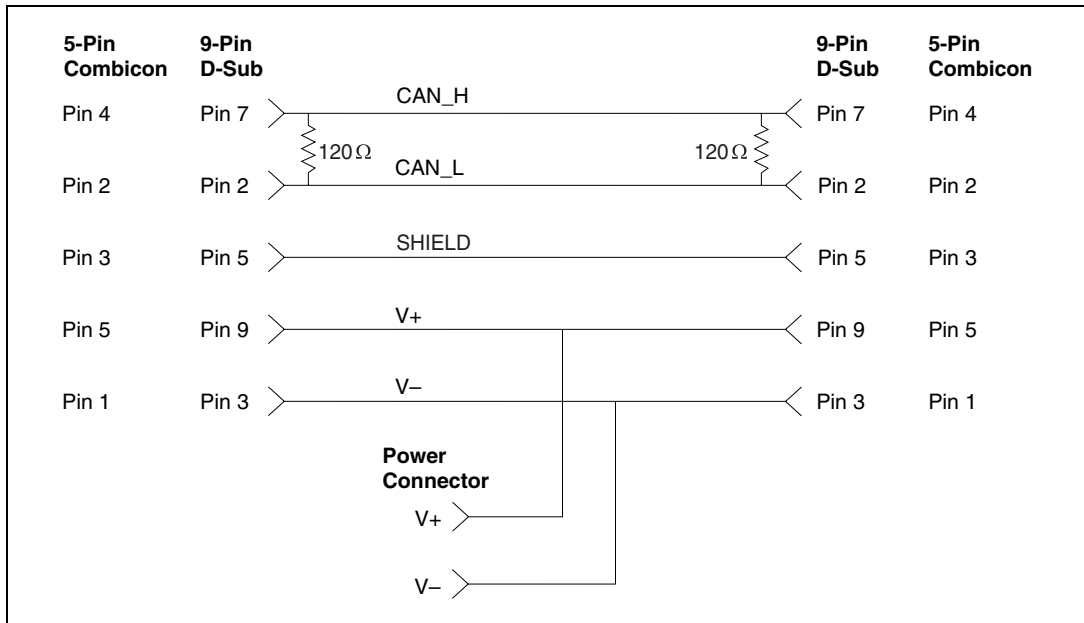 5-Pin Combicon 9-Pin D-Sub 9-Pin D-Sub 5-Pin Combicon
CAN_H
Pin 4 Pin 7 Pin 7 Pin 4
120 Ω 120 Ω
CAN_L
Pin 2 Pin 2 Pin 2 Pin 2
SHIELD
Pin 3 Pin 5 Pin 5 Pin 3
V+
Pin 5 Pin 9 Pin 9 Pin 5
V–
Pin 1 Pin 3 Pin 3 Pin 1
Power
Connector
V+
V–